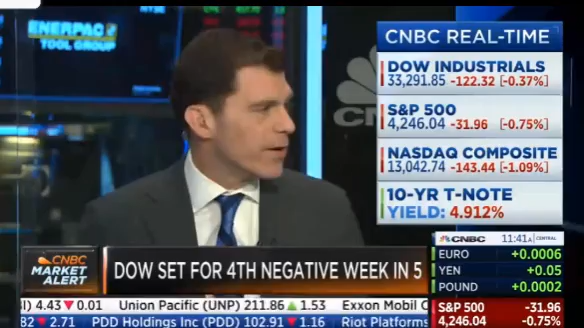 ENERPAC
TOOL GROUP
CNBC REAL-TIME
DOW INDUSTRIALS
33,291.85 -122.32 [-0.37%]
S&P 500
4,246.04 -31.96 [-0.75%]
NASDAQ COMPOSITE
13,042.74 -143.44 [-1.09%]
10-YR T-NOTE
YIELD: 4.912%
CNBC
MARKET
ALERT
DOW SET FOR 4TH NEGATIVE WEEK IN 5
CNBC 11:41A CENTRAL
EURO +0.0006
YEN +0.05
POUND +0.0002
I) 4.43▼0.01 Union Pacific (UNP) 211.86▲1.53 Exxon Mobil C
82▼2.71 PDD Holdings Inc (PDD) 102.91▼1.16 Riot Platform
S&P 500 -31.96
4,246.04 -0.75%